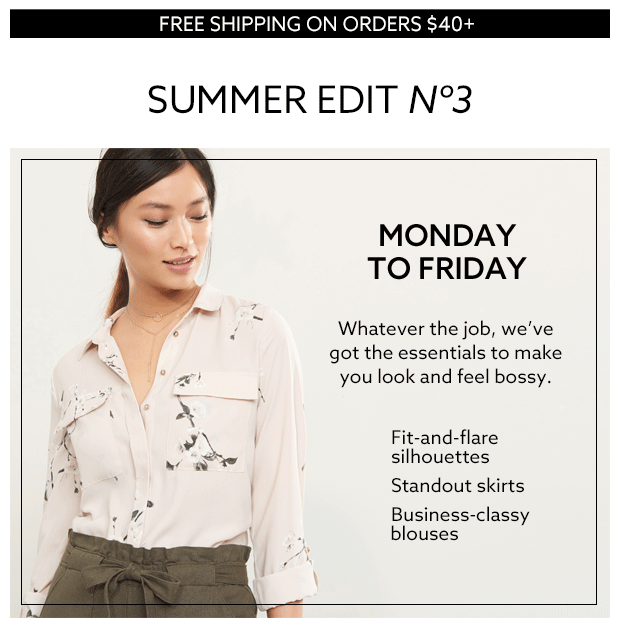 FREE SHIPPING ON ORDERS $40+
SUMMER EDIT N°3
MONDAY
TO FRIDAY
Whatever the job, we’ve
got the essentials to make
you look and feel bossy.
Fit-and-flare
silhouettes
Standout skirts
Business-classy
blouses